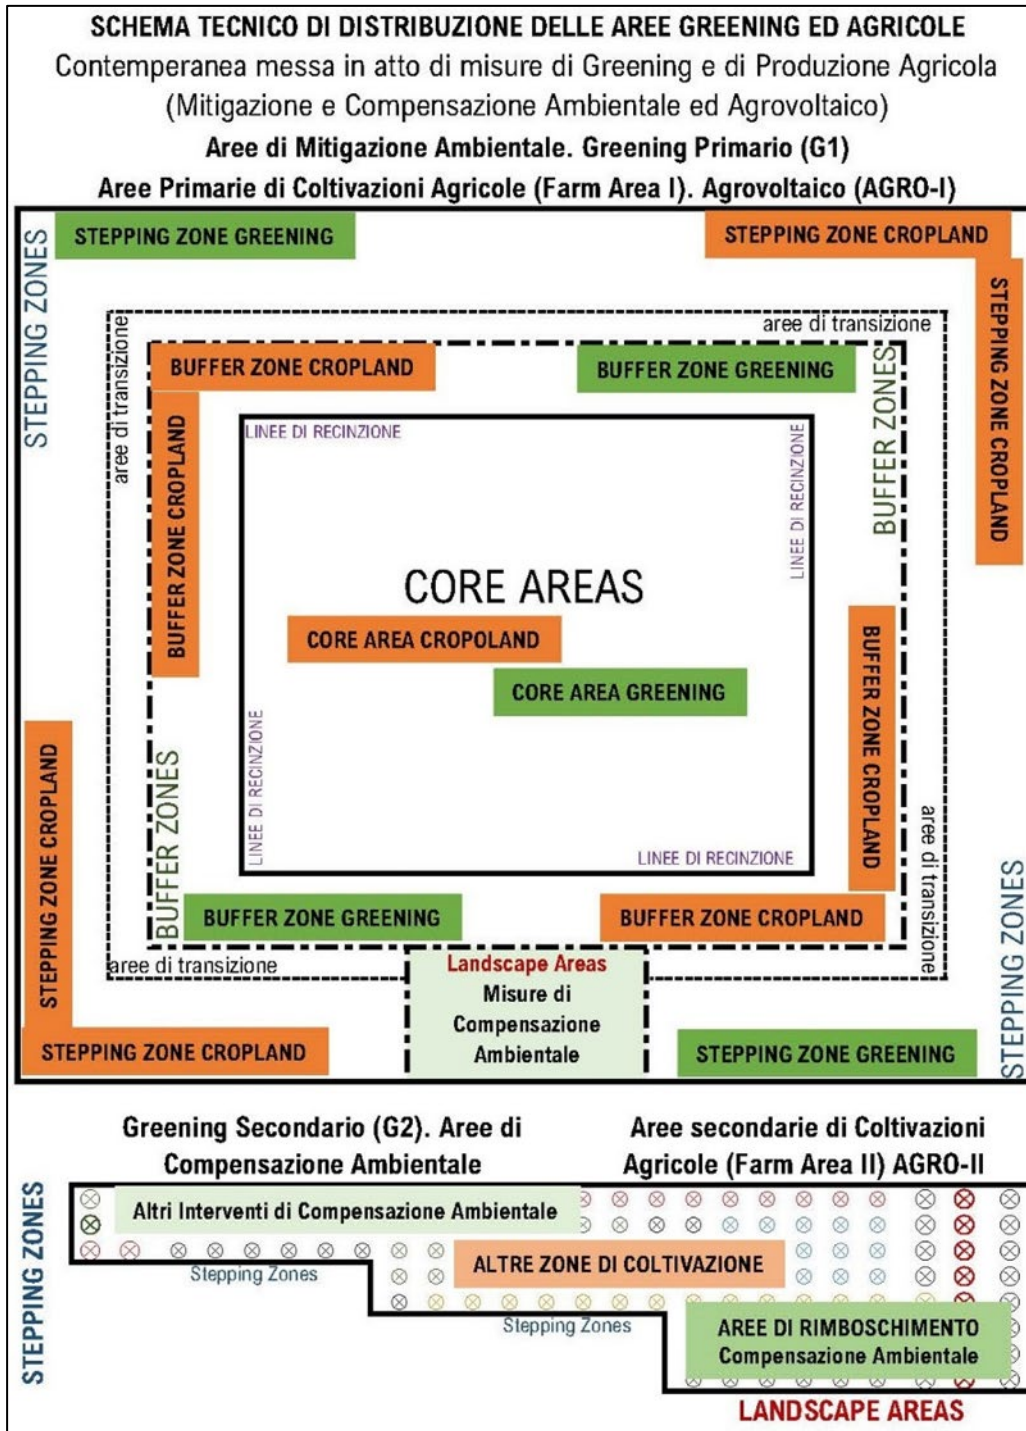 SCHEMA TECNICO DI DISTRIBUZIONE DELLE AREE GREENING ED AGRICOLE
Contemperanea messa in atto di misure di Greening e di Produzione Agricola
(Mitigazione e Compensazione Ambientale ed Agrovoltaico)
Aree di Mitigazione Ambientale. Greening Primario (G1)
Aree Primarie di Coltivazioni Agricole (Farm Area I). Agrovoltaico (AGRO-I)
STEPPING ZONES
STEPPING ZONE GREENING
STEPPING ZONE CROPLAND
STEPPING ZONE CROPLAND
aree di transizione
aree di transizione
BUFFER ZONE CROPLAND
BUFFER ZONE GREENING
BUFFER ZONES
BUFFER ZONE CROPLAND
LINEE DI RECINZIONE
LINEE DI RECINZIONE
CORE AREAS
CORE AREA CROPOLAND
CORE AREA GREENING
BUFFER ZONE CROPLAND
LINEE DI RECINZIONE
LINEE DI RECINZIONE
STEPPING ZONE CROPLAND
BUFFER ZONES
aree di transizione
STEPPING ZONES
BUFFER ZONE GREENING
BUFFER ZONE CROPLAND
aree di transizione
Landscape Areas
Misure di
Compensazione
Ambientale
STEPPING ZONE CROPLAND
STEPPING ZONE GREENING
Greening Secondario (G2). Aree di
Compensazione Ambientale
Aree secondarie di Coltivazioni
Agricole (Farm Area II) AGRO-II
STEPPING ZONES
Altri Interventi di Compensazione Ambientale
ALTRE ZONE DI COLTIVAZIONE
Stepping Zones
Stepping Zones
AREE DI RIMBOSCHIMENTO
Compensazione Ambientale
LANDSCAPE AREAS